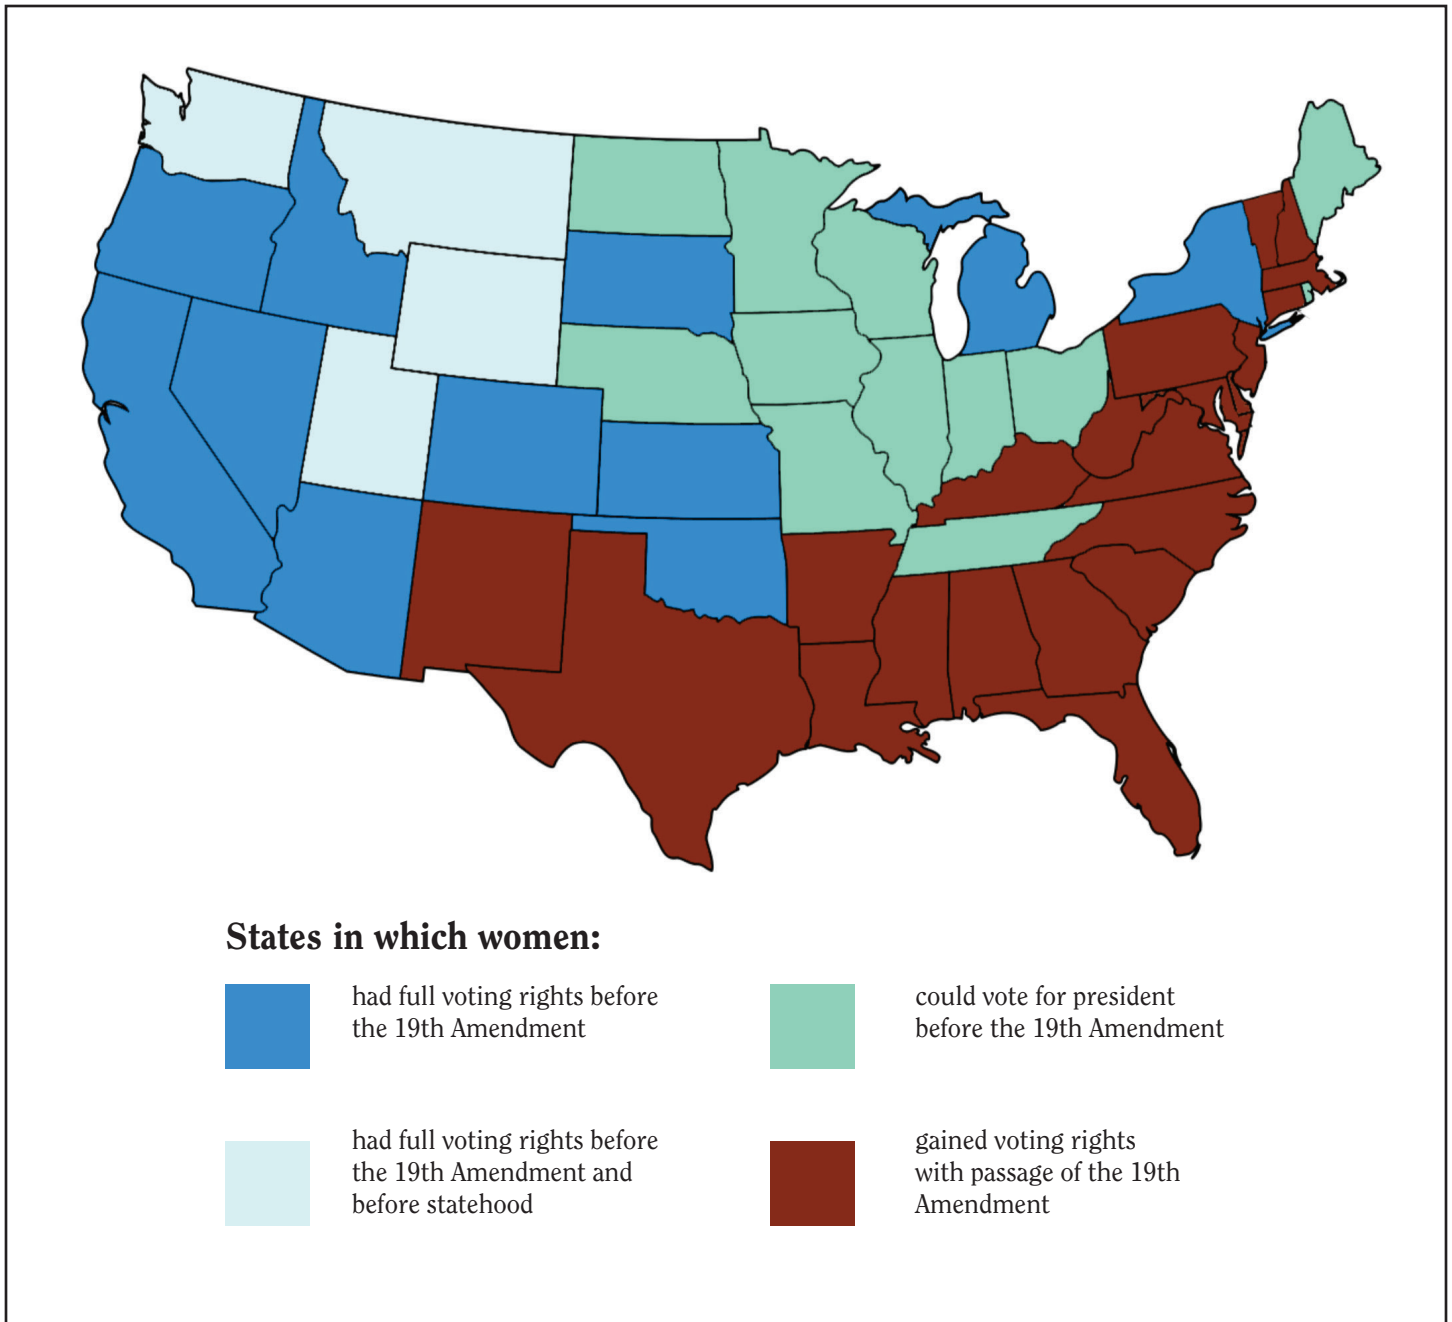 States in which women:
had full voting rights before
the 19th Amendment
could vote for president
before the 19th Amendment
had full voting rights before
the 19th Amendment and
before statehood
gained voting rights
with passage of the 19th
Amendment